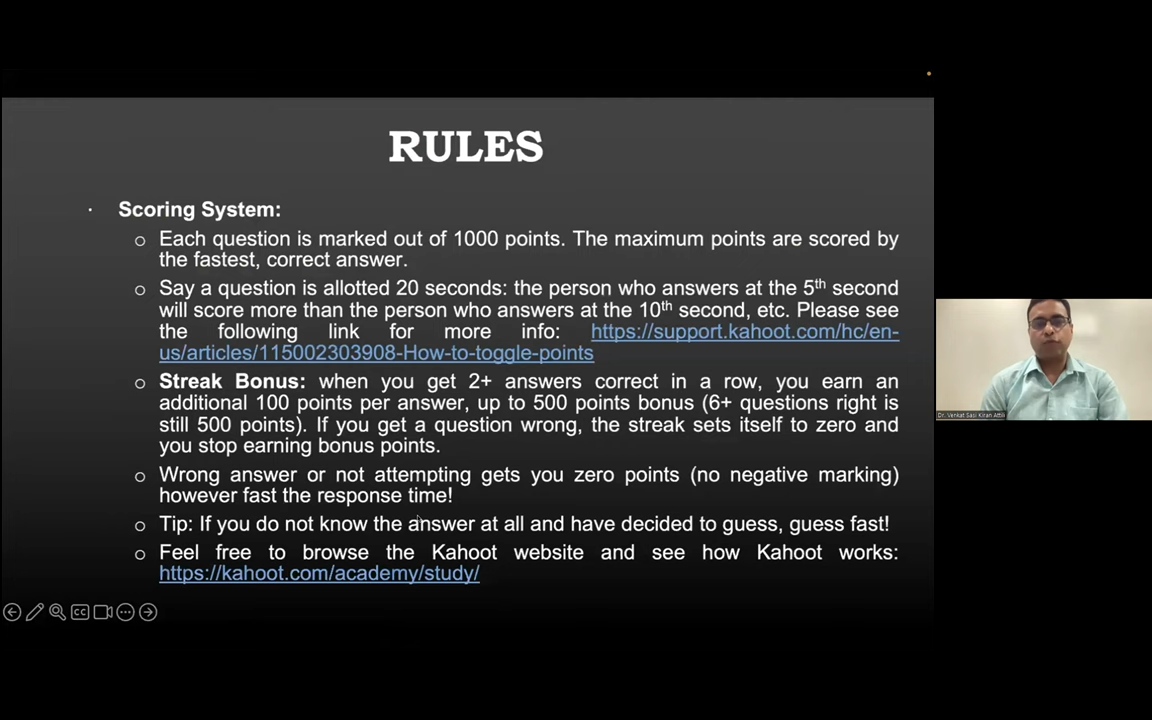 RULES
· Scoring System:
o Each question is marked out of 1000 points. The maximum points are scored by
the fastest, correct answer.
o Say a question is allotted 20 seconds: the person who answers at the 5th second
will score more than the person who answers at the 10th second, etc. Please see
the following link for more info: https://support.kahoot.com/hc/en-
us/articles/115002303908-How-to-toggle-points
o Streak Bonus: when you get 2+ answers correct in a row, you earn an
additional 100 points per answer, up to 500 points bonus (6+ questions right is
still 500 points). If you get a question wrong, the streak sets itself to zero and
you stop earning bonus points.
o Wrong answer or not attempting gets you zero points (no negative marking)
however fast the response time!
o Tip: If you do not know the answer at all and have decided to guess, guess fast!
o Feel free to browse the Kahoot website and see how Kahoot works:
https://kahoot.com/academy/study/
CC
Dr. Venkat Sasi Kiran Attili